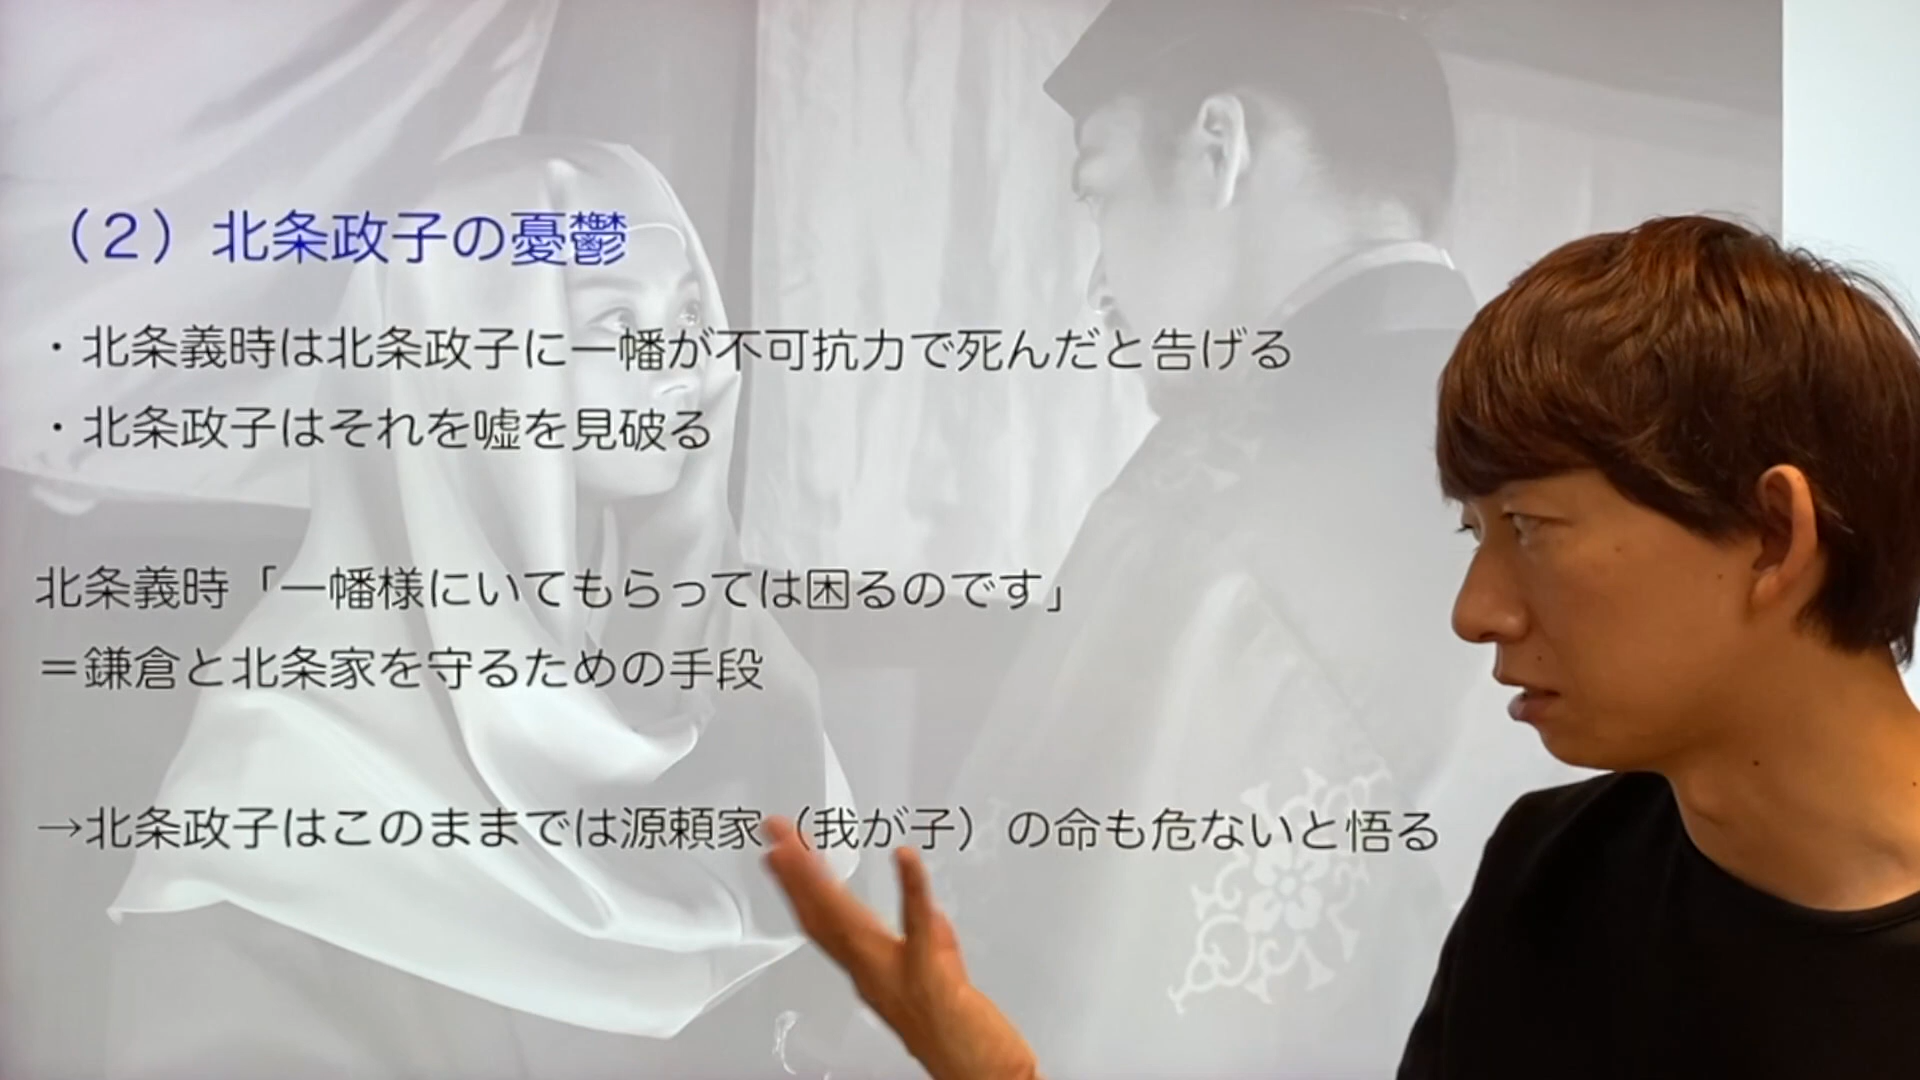 （２）北条政子の憂鬱
・北条義時は北条政子に一幡が不可抗力で死んだと告げる
・北条政子はそれを嘘を見破る
北条義時「一幡様にいてもらっては困るのです」
＝鎌倉と北条家を守るための手段
→北条政子はこのままでは源頼家（我が子）の命も危ないと悟る